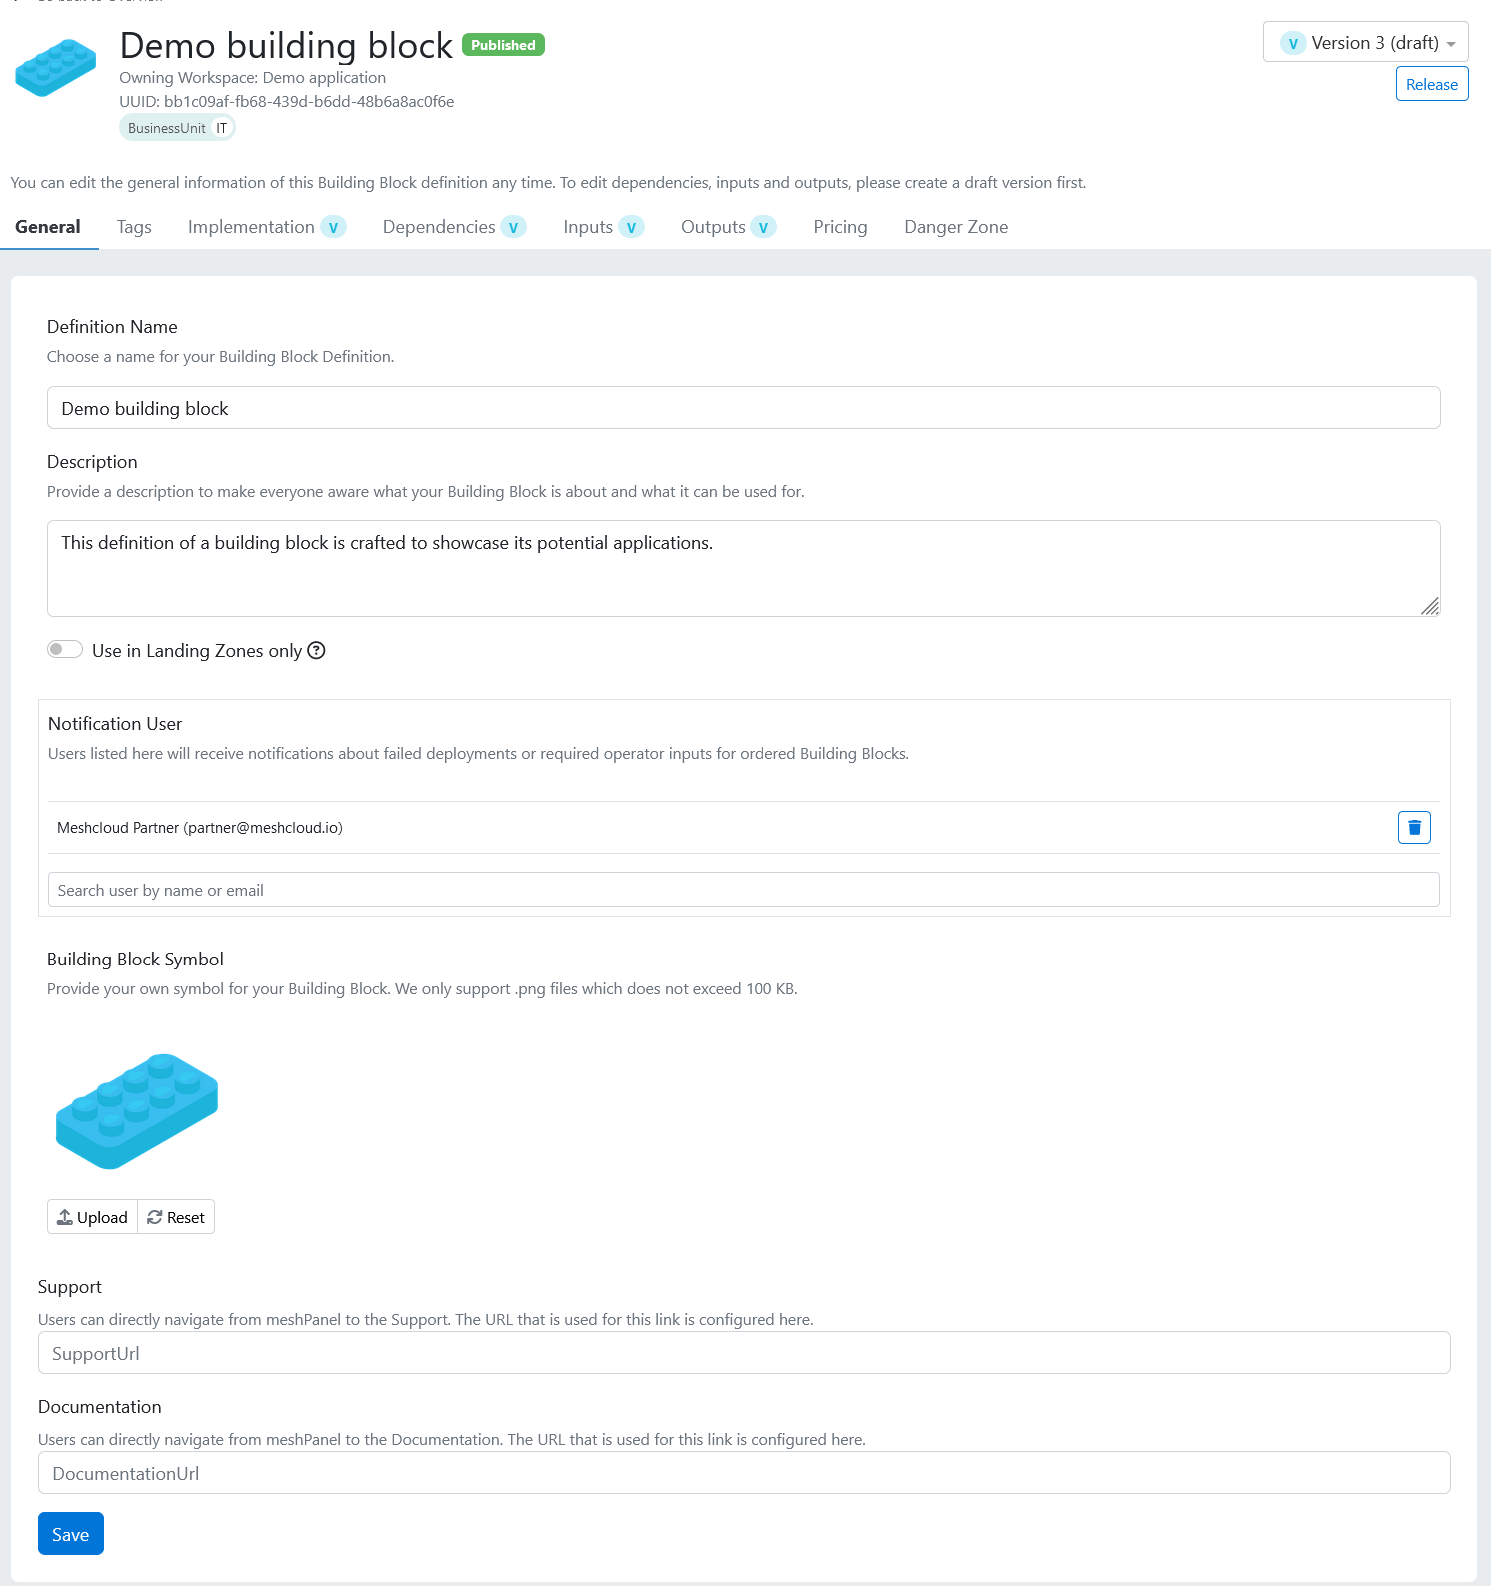 Demo building block Published
V Version 3 (draft)
Owning Workspace: Demo application
UUID: bb1c09af-fb68-439d-b6dd-48b6a8ac0f6e
Release
BusinessUnit IT
You can edit the general information of this Building Block definition any time. To edit dependencies, inputs and outputs, please create a draft version first.
General Tags Implementation V Dependencies V Inputs V Outputs V Pricing Danger Zone
Definition Name
Choose a name for your Building Block Definition.
Demo building block
Description
Provide a description to make everyone aware what your Building Block is about and what it can be used for.
This definition of a building block is crafted to showcase its potential applications.
Use in Landing Zones only ?
Notification User
Users listed here will receive notifications about failed deployments or required operator inputs for ordered Building Blocks.
Meshcloud Partner (partner@meshcloud.io)
Search user by name or email
Building Block Symbol
Provide your own symbol for your Building Block. We only support .png files which does not exceed 100 KB.
Upload Reset
Support
Users can directly navigate from meshPanel to the Support. The URL that is used for this link is configured here.
SupportUrl
Documentation
Users can directly navigate from meshPanel to the Documentation. The URL that is used for this link is configured here.
DocumentationUrl
Save